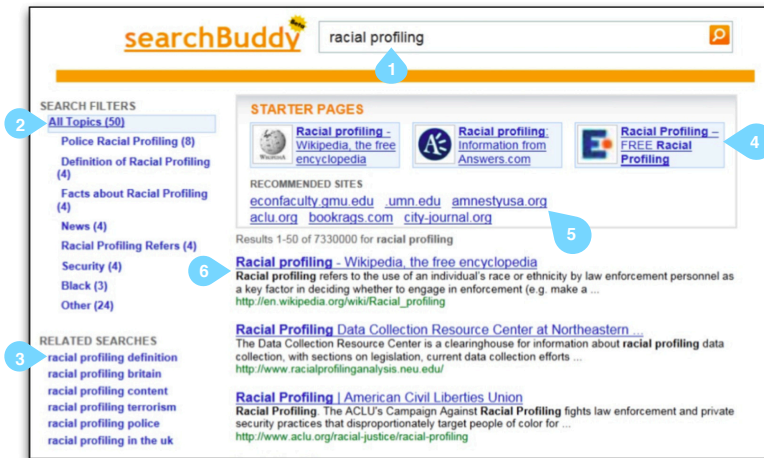 searchBuddy
Beta
racial profiling
1
SEARCH FILTERS
2
All Topics (50)
Police Racial Profiling (8)
Definition of Racial Profiling
(4)
Facts about Racial Profiling
(4)
News (4)
Racial Profiling Refers (4)
Security (4)
Black (3)
Other (24)
RELATED SEARCHES
3
racial profiling definition
racial profiling britain
racial profiling content
racial profiling terrorism
racial profiling police
racial profiling in the uk
STARTER PAGES
WIKIPEDIA
Racial profiling -
Wikipedia, the free
encyclopedia
A
Racial profiling:
Information from
Answers.com
E
Racial Profiling –
FREE Racial
Profiling
4
RECOMMENDED SITES
econfaculty.gmu.edu .umn.edu amnestyusa.org
aclu.org bookrags.com city-journal.org
5
Results 1-50 of 7330000 for racial profiling
6
Racial profiling - Wikipedia, the free encyclopedia
Racial profiling refers to the use of an individual's race or ethnicity by law enforcement personnel as
a key factor in deciding whether to engage in enforcement (e.g. make a ...
http://en.wikipedia.org/wiki/Racial_profiling
Racial Profiling Data Collection Resource Center at Northeastern ...
The Data Collection Resource Center is a clearinghouse for information about racial profiling data
collection, with sections on legislation, current data collection efforts ...
http://www.racialprofilinganalysis.neu.edu/
Racial Profiling | American Civil Liberties Union
Racial Profiling. The ACLU's Campaign Against Racial Profiling fights law enforcement and private
security practices that disproportionately target people of color for ...
http://www.aclu.org/racial-justice/racial-profiling